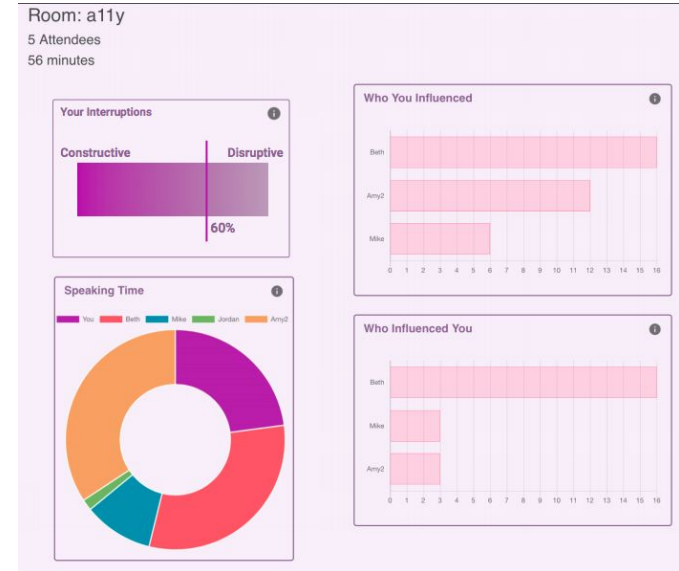 Room: a11y
5 Attendees
56 minutes
Your Interruptions
Constructive Disruptive
60%
Speaking Time
You Beth Mike Jordan Amy2
Who You Influenced
Beth
Amy2
Mike
0 1 2 3 4 5 6 7 8 9 10 11 12 13 14 15 16
Who Influenced You
Beth
Mike
Amy2
0 1 2 3 4 5 6 7 8 9 10 11 12 13 14 15 16